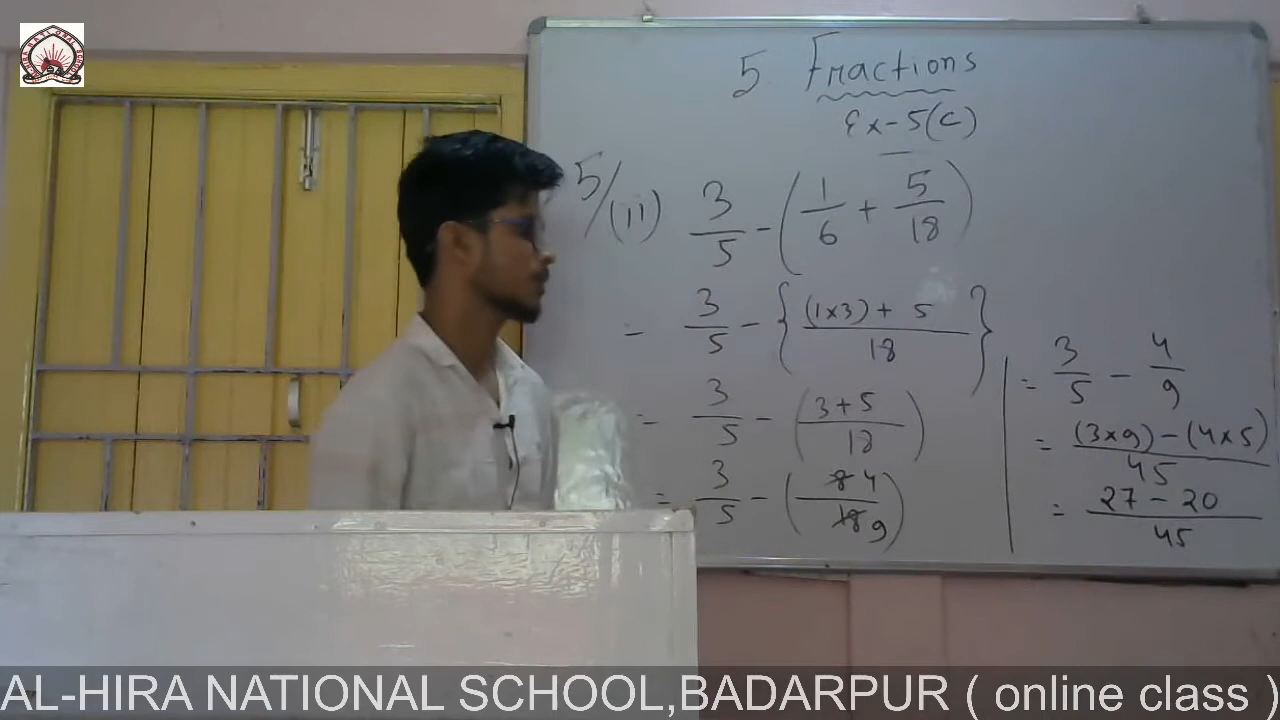 5 Fractions
Ex-5(c)
5/(ii) 3/5 - (1/6 + 5/18)
= 3/5 - {(1×3) + 5 / 18}
= 3/5 - (3+5 / 18)
= 3/5 - (8 4 / 18 9)
= 3/5 - 4/9
= (3×9) - (4×5) / 45
= 27 - 20 / 45
AL-HIRA NATIONAL SCHOOL,BADARPUR ( online class )